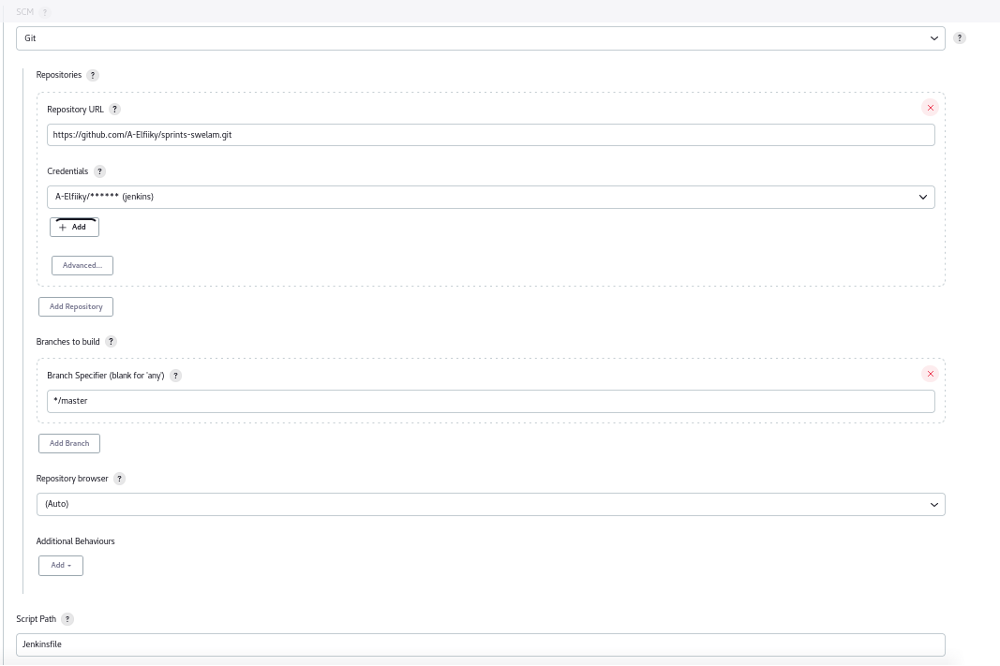 SCM ?
Git
?
Repositories ?
Repository URL ?
https://github.com/A-Elfiiky/sprints-swelam.git
Credentials ?
A-Elfiiky/****** (jenkins)
+ Add
Advanced...
Add Repository
Branches to build ?
Branch Specifier (blank for 'any') ?
*/master
Add Branch
Repository browser ?
(Auto)
Additional Behaviours
Add
Script Path ?
Jenkinsfile